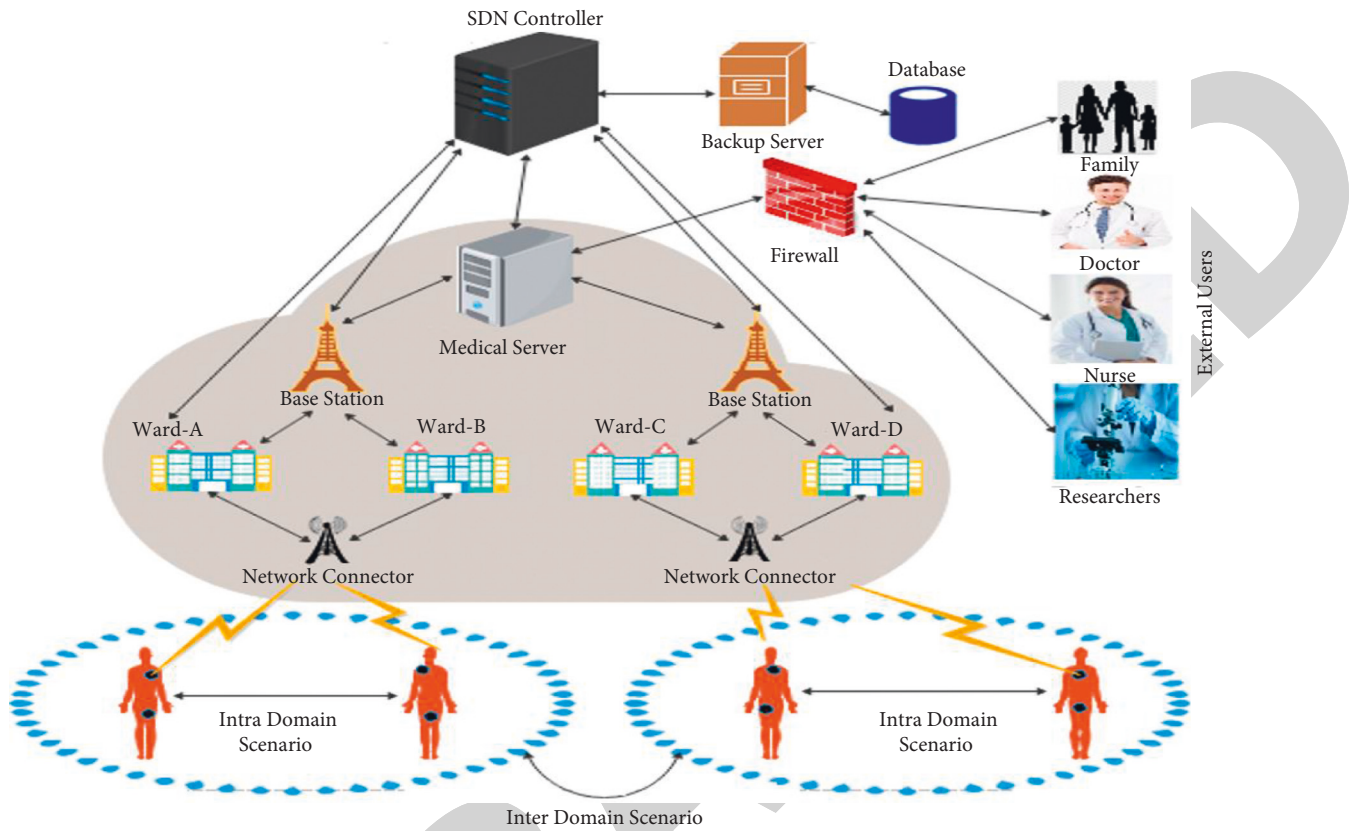 SDN Controller
Database
Backup Server
Family
Firewall
Doctor
External Users
Medical Server
Nurse
Base Station
Base Station
Ward-A
Ward-B
Ward-C
Ward-D
Researchers
Network Connector
Network Connector
Intra Domain
Scenario
Intra Domain
Scenario
Inter Domain Scenario